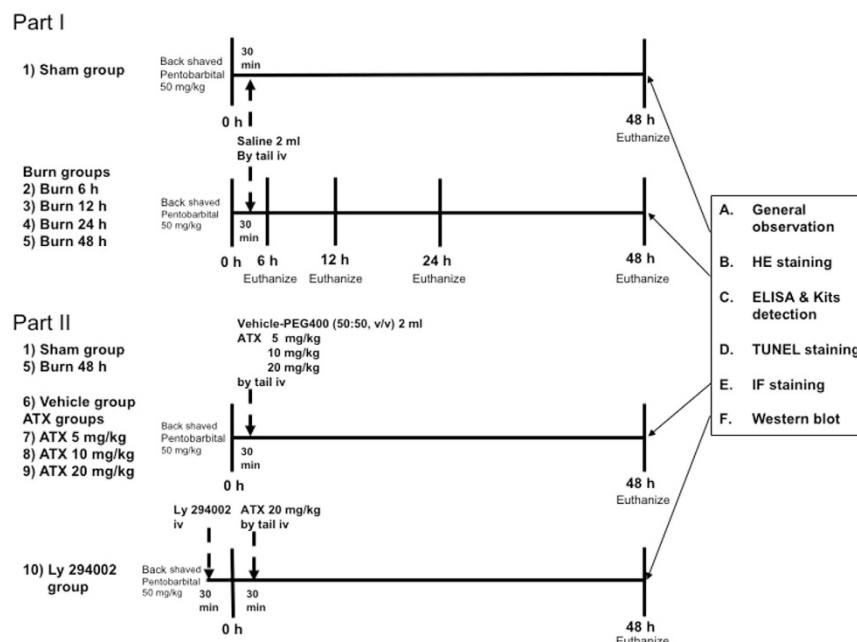 Part I
1) Sham group
Back shaved
Pentobarbital
50 mg/kg
30
min
0 h
48 h
Euthanize
Saline 2 ml
By tail iv
Burn groups
2) Burn 6 h
3) Burn 12 h
4) Burn 24 h
5) Burn 48 h
Back shaved
Pentobarbital
50 mg/kg
30
min
0 h
6 h
Euthanize
12 h
Euthanize
24 h
Euthanize
48 h
Euthanize
A. General
observation
B. HE staining
C. ELISA & Kits
detection
D. TUNEL staining
E. IF staining
F. Western blot
Part II
1) Sham group
5) Burn 48 h
6) Vehicle group
ATX groups
7) ATX 5 mg/kg
8) ATX 10 mg/kg
9) ATX 20 mg/kg
Vehicle-PEG400 (50:50, v/v) 2 ml
ATX 5 mg/kg
10 mg/kg
20 mg/kg
by tail iv
Back shaved
Pentobarbital
50 mg/kg
30
min
0 h
48 h
Euthanize
10) Ly 294002
group
Ly 294002
iv
ATX 20 mg/kg
by tail iv
Back shaved
Pentobarbital
50 mg/kg
30
min
30
min
0 h
48 h
Euthanize